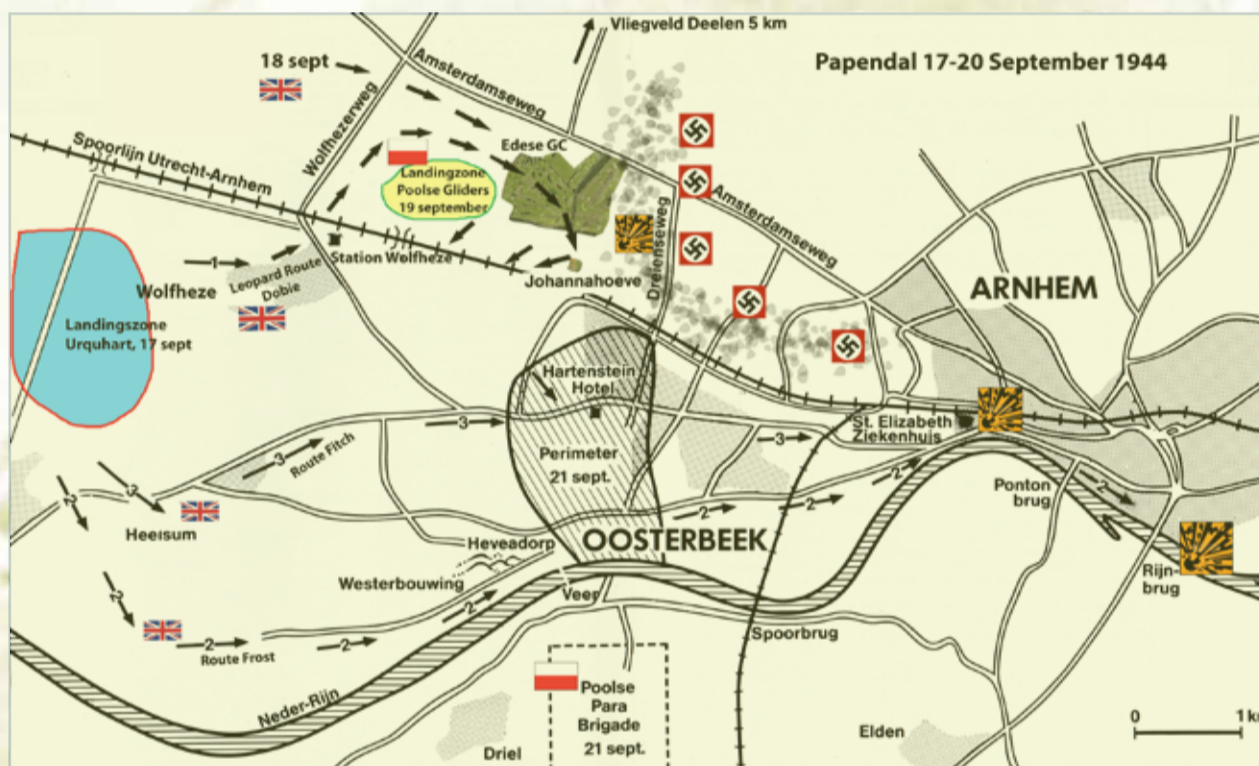 Vliegveld Deelen 5 km
Papendal 17-20 September 1944
18 sept
Amsterdamseweg
Wolfhezerweg
Spoorlijn Utrecht-Arnhem
Edese GC
Landingzone
Poolse Gliders
19 september
Amsterdamseweg
Dreienseweg
Station Wolfheze
Johannahoeve
1
Leopard Route
Dobie
Wolfheze
ARNHEM
Landingszone
Urquhart, 17 sept
Hartenstein
Hotel
3
3
St. Elizabeth
Ziekenhuis
3
Route Fitch
Perimeter
21 sept.
2
3
2
Ponton
brug
2
Heelsum
2
2
OOSTERBEEK
Heveadorp
Westerbouwing
Rijn-
brug
2
Veer
2
2
2
Route Frost
Spoorbrug
Neder-Rijn
Poolse
Para
Brigade
21 sept.
Driel
Elden
0
1 km